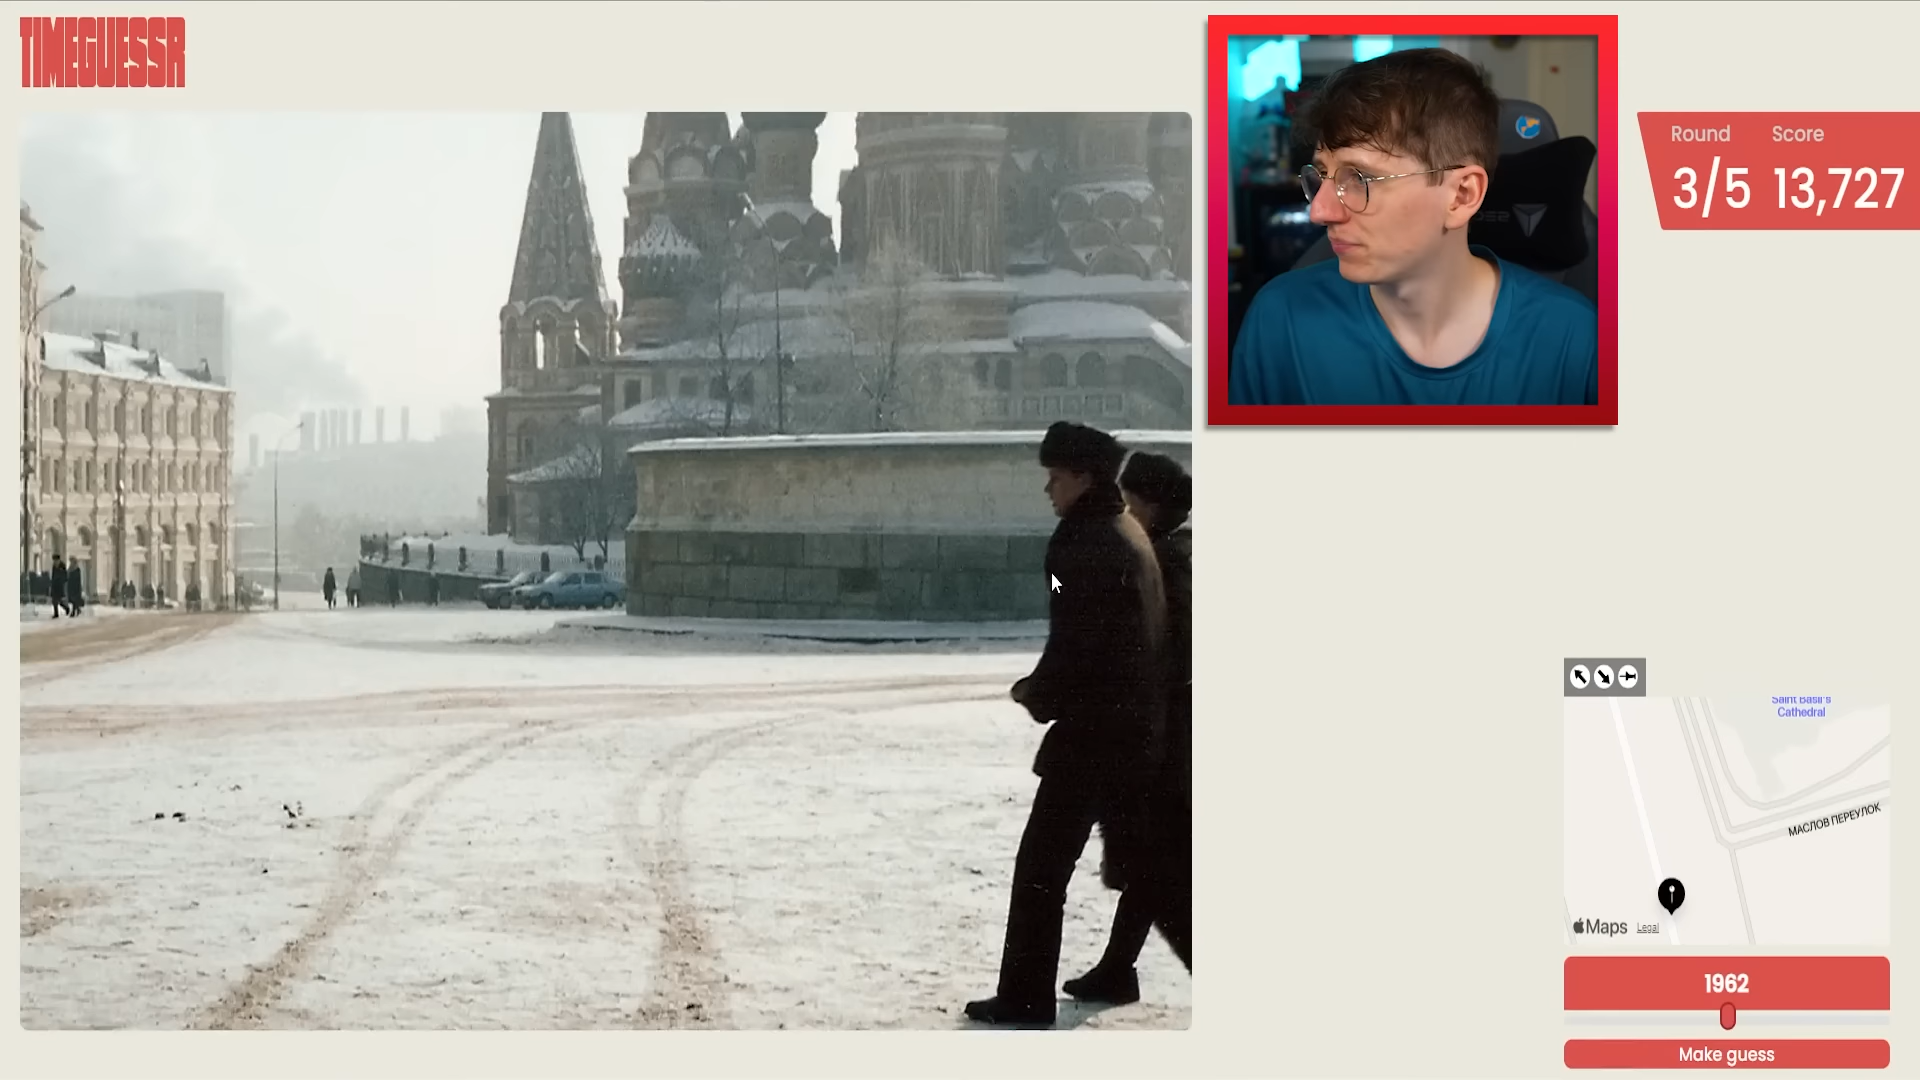 TIMEGUESSR
Round Score
3/5 13,727
Saint Basil's
Cathedral
МАСЛОВ ПЕРЕУЛОК
Maps Legal
1962
Make guess